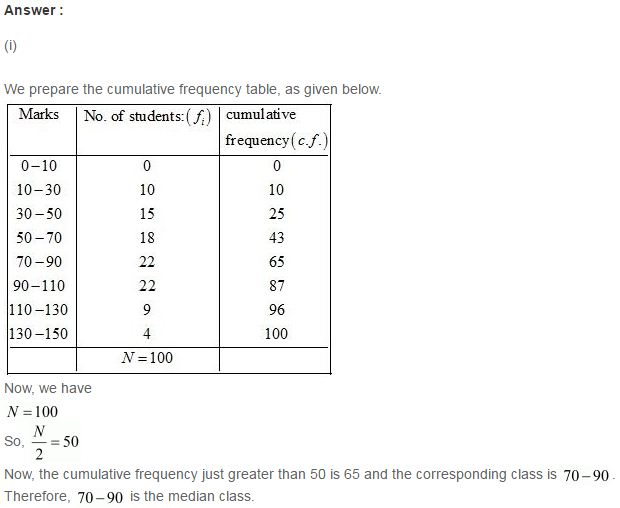 Answer :
(i)
We prepare the cumulative frequency table, as given below.
Marks No. of students:(fᵢ) cumulative
frequency(c.f.)
0–10 0 0
10–30 10 10
30–50 15 25
50–70 18 43
70–90 22 65
90–110 22 87
110–130 9 96
130–150 4 100
N = 100
Now, we have
N = 100
So, N/2 = 50
Now, the cumulative frequency just greater than 50 is 65 and the corresponding class is 70–90.
Therefore, 70–90 is the median class.